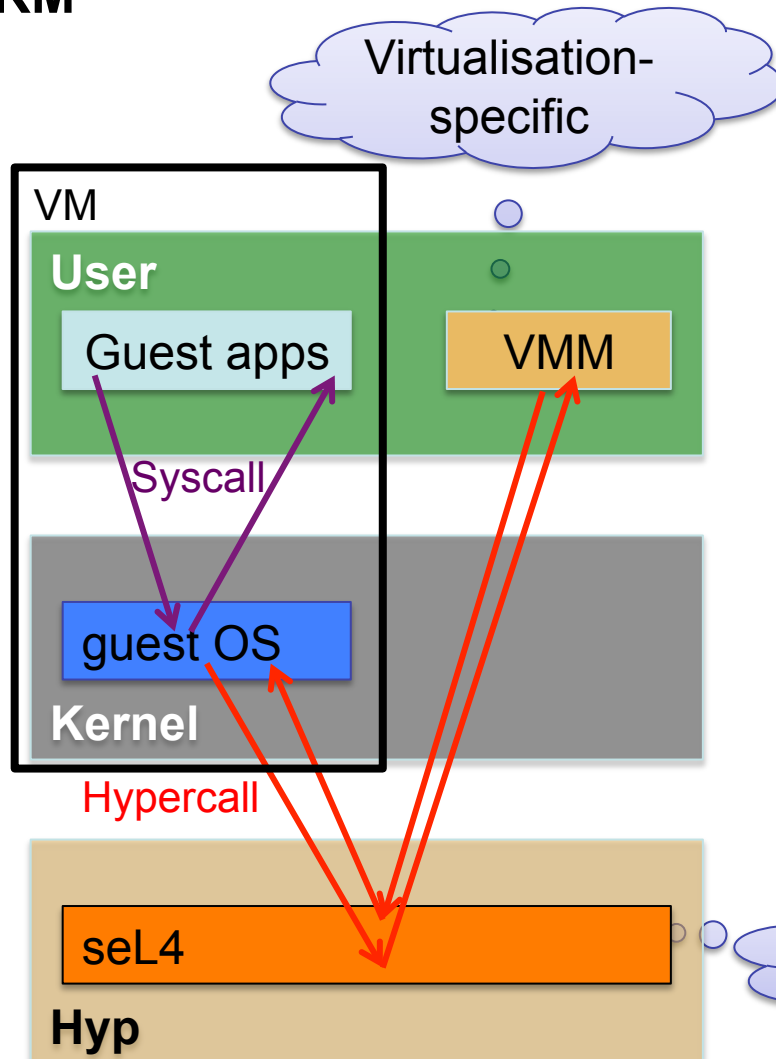 Virtualisation-
specific
VM
User
Guest apps
VMM
Syscall
guest OS
Kernel
Hypercall
seL4
Hyp